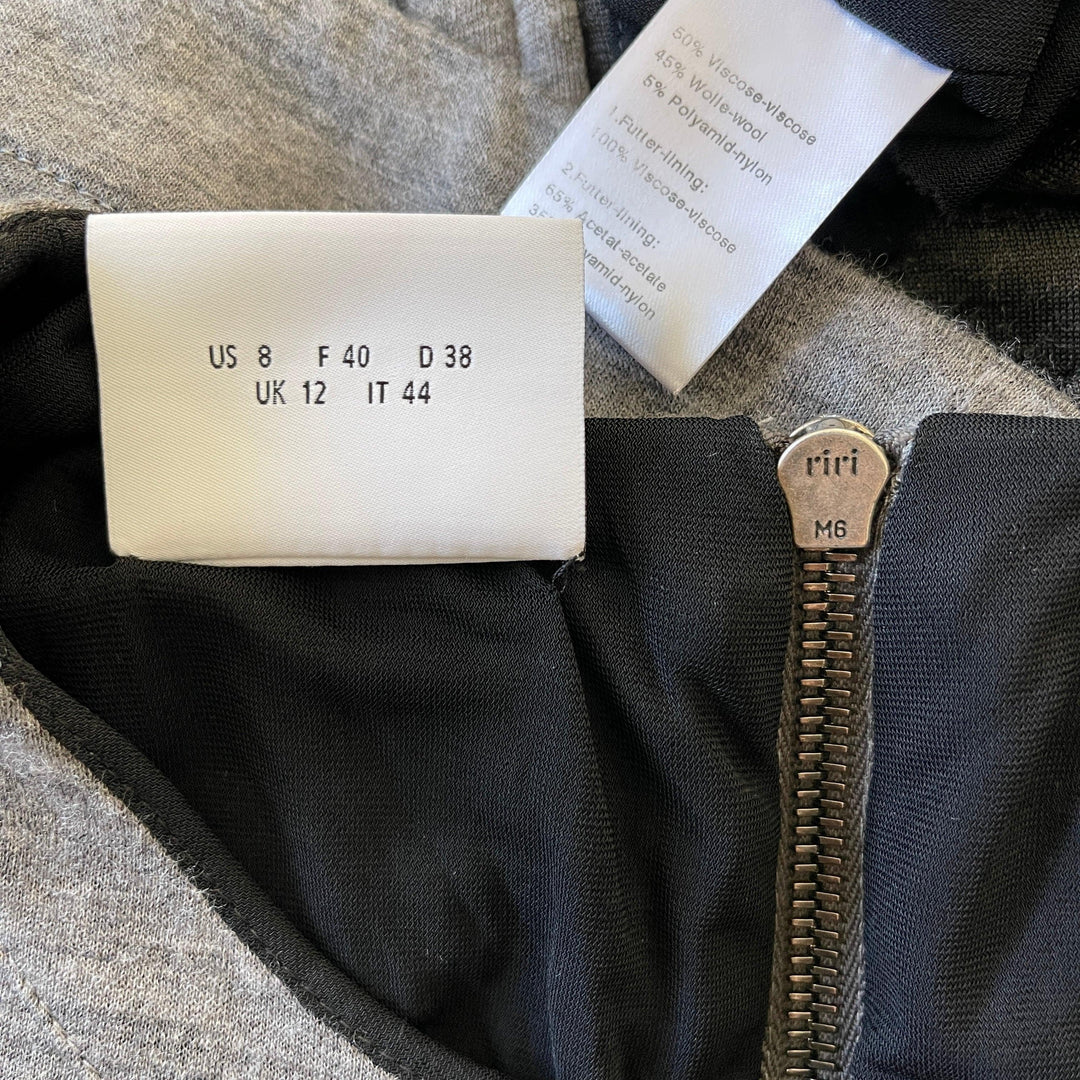 50% Viscose-viscose
45% Wolle-wool
5% Polyamid-nylon
1.Futter-lining:
100% Viscose-viscose
2.Futter-lining:
65% Acetat-acetate
US 8 F 40 D 38
UK 12 IT 44
riri
M6